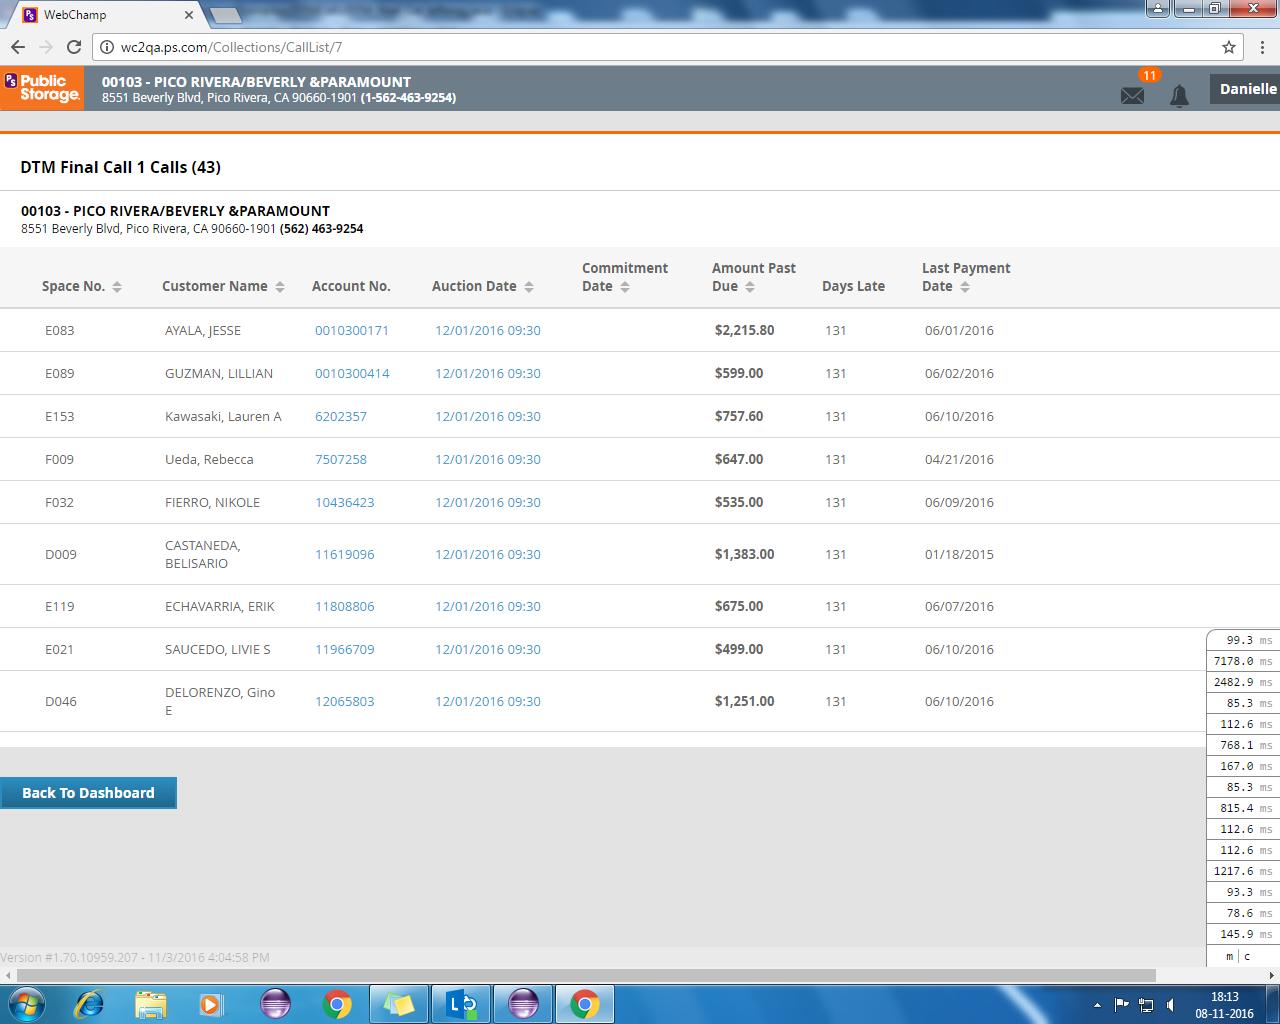 WebChamp
wc2qa.ps.com/Collections/CallList/7
Public Storage.
00103 - PICO RIVERA/BEVERLY &PARAMOUNT
8551 Beverly Blvd, Pico Rivera, CA 90660-1901 (1-562-463-9254)
11
Danielle
DTM Final Call 1 Calls (43)
00103 - PICO RIVERA/BEVERLY &PARAMOUNT
8551 Beverly Blvd, Pico Rivera, CA 90660-1901 (562) 463-9254
Space No. Customer Name Account No. Auction Date Commitment Date Amount Past Due Days Late Last Payment Date
E083 AYALA, JESSE 0010300171 12/01/2016 09:30 $2,215.80 131 06/01/2016
E089 GUZMAN, LILLIAN 0010300414 12/01/2016 09:30 $599.00 131 06/02/2016
E153 Kawasaki, Lauren A 6202357 12/01/2016 09:30 $757.60 131 06/10/2016
F009 Ueda, Rebecca 7507258 12/01/2016 09:30 $647.00 131 04/21/2016
F032 FIERRO, NIKOLE 10436423 12/01/2016 09:30 $535.00 131 06/09/2016
D009 CASTANEDA, BELISARIO 11619096 12/01/2016 09:30 $1,383.00 131 01/18/2015
E119 ECHAVARRIA, ERIK 11808806 12/01/2016 09:30 $675.00 131 06/07/2016
E021 SAUCEDO, LIVIE S 11966709 12/01/2016 09:30 $499.00 131 06/10/2016
D046 DELORENZO, Gino E 12065803 12/01/2016 09:30 $1,251.00 131 06/10/2016
99.3 ms
7178.0 ms
2482.9 ms
85.3 ms
112.6 ms
768.1 ms
167.0 ms
85.3 ms
815.4 ms
112.6 ms
112.6 ms
1217.6 ms
93.3 ms
78.6 ms
145.9 ms
m | c
Back To Dashboard
Version #1.70.10959.207 - 11/3/2016 4:04:58 PM
18:13
08-11-2016